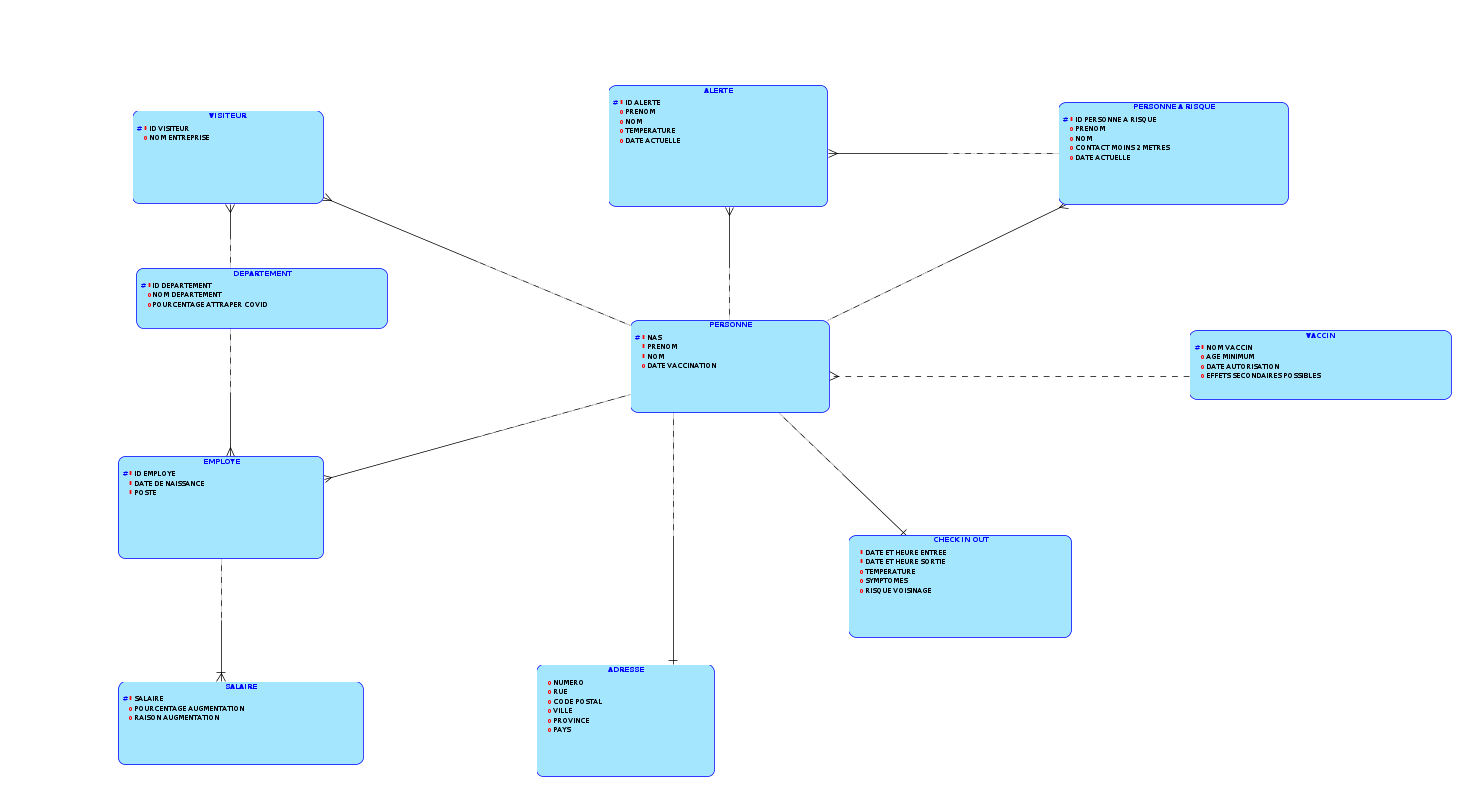 VISITEUR
#* ID VISITEUR
o NOM ENTREPRISE
ALERTE
#* ID ALERTE
o PRENOM
o NOM
o TEMPERATURE
o DATE ACTUELLE
PERSONNE A RISQUE
#* ID PERSONNE A RISQUE
o PRENOM
o NOM
o CONTACT MOINS 2 METRES
o DATE ACTUELLE
DEPARTEMENT
#* ID DEPARTEMENT
o NOM DEPARTEMENT
o POURCENTAGE ATTRAPER COVID
PERSONNE
#* NAS
* PRENOM
* NOM
o DATE VACCINATION
VACCIN
#* NOM VACCIN
o AGE MINIMUM
o DATE AUTORISATION
o EFFETS SECONDAIRES POSSIBLES
EMPLOYE
#* ID EMPLOYE
* DATE DE NAISSANCE
* POSTE
CHECK IN OUT
* DATE ET HEURE ENTREE
* DATE ET HEURE SORTIE
o TEMPERATURE
o SYMPTOMES
o RISQUE VOISINAGE
SALAIRE
#* SALAIRE
o POURCENTAGE AUGMENTATION
o RAISON AUGMENTATION
ADRESSE
o NUMERO
o RUE
o CODE POSTAL
o VILLE
o PROVINCE
o PAYS